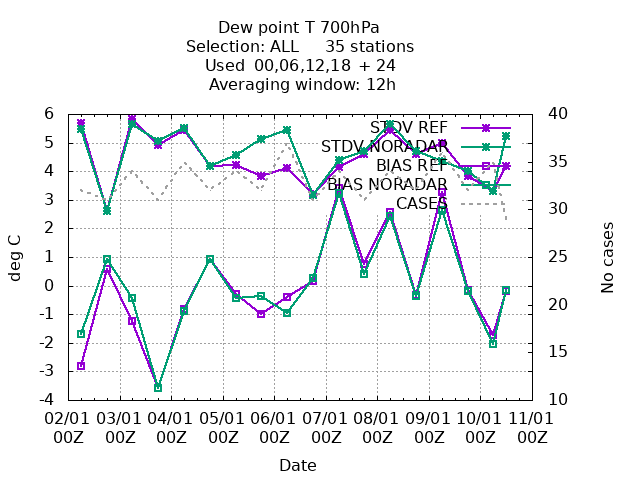 Dew point T 700hPa
Selection: ALL 35 stations
Used 00,06,12,18 + 24
Averaging window: 12h
STDV REF
STDV NORADAR
BIAS REF
BIAS NORADAR
CASES
6
5
4
3
2
1
0
-1
-2
-3
-4
deg C
40
35
30
25
20
15
10
No cases
02/01 03/01 04/01 05/01 06/01 07/01 08/01 09/01 10/01 11/01
00Z 00Z 00Z 00Z 00Z 00Z 00Z 00Z 00Z 00Z
Date